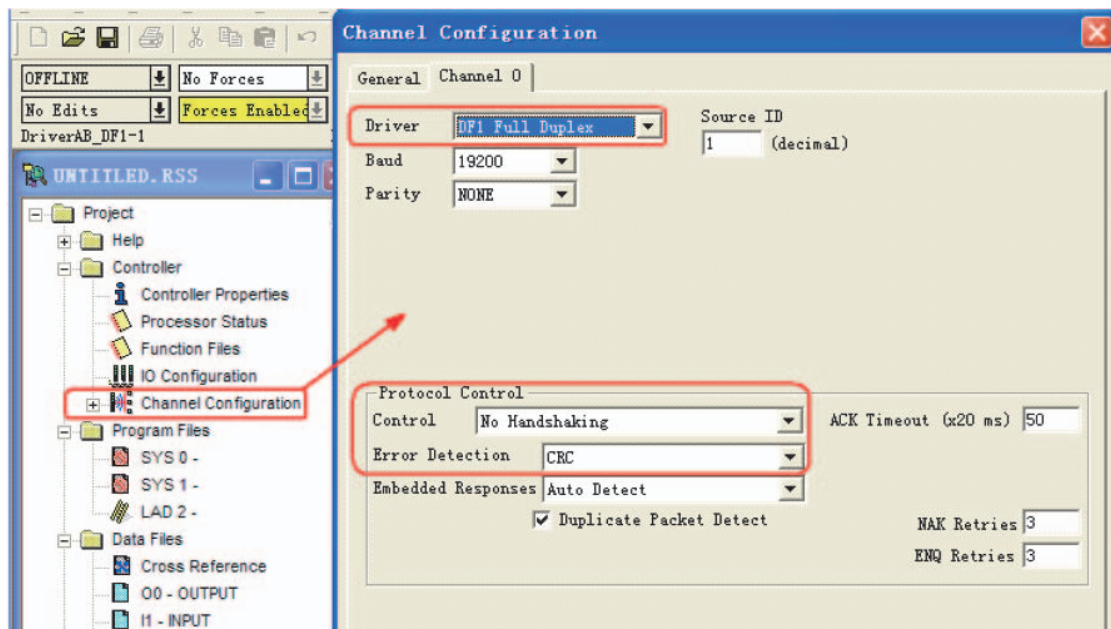 OFFLINE
No Forces
No Edits
Forces Enabled
DriverAB_DF1-1
UNTITLED.RSS
Project
Help
Controller
Controller Properties
Processor Status
Function Files
IO Configuration
Channel Configuration
Program Files
SYS 0 -
SYS 1 -
LAD 2 -
Data Files
Cross Reference
O0 - OUTPUT
I1 - INPUT
Channel Configuration
General
Channel 0
Driver
DF1 Full Duplex
Source ID
1
(decimal)
Baud
19200
Parity
NONE
Protocol Control
Control
No Handshaking
ACK Timeout (x20 ms)
50
Error Detection
CRC
Embedded Responses
Auto Detect
Duplicate Packet Detect
NAK Retries
3
ENQ Retries
3